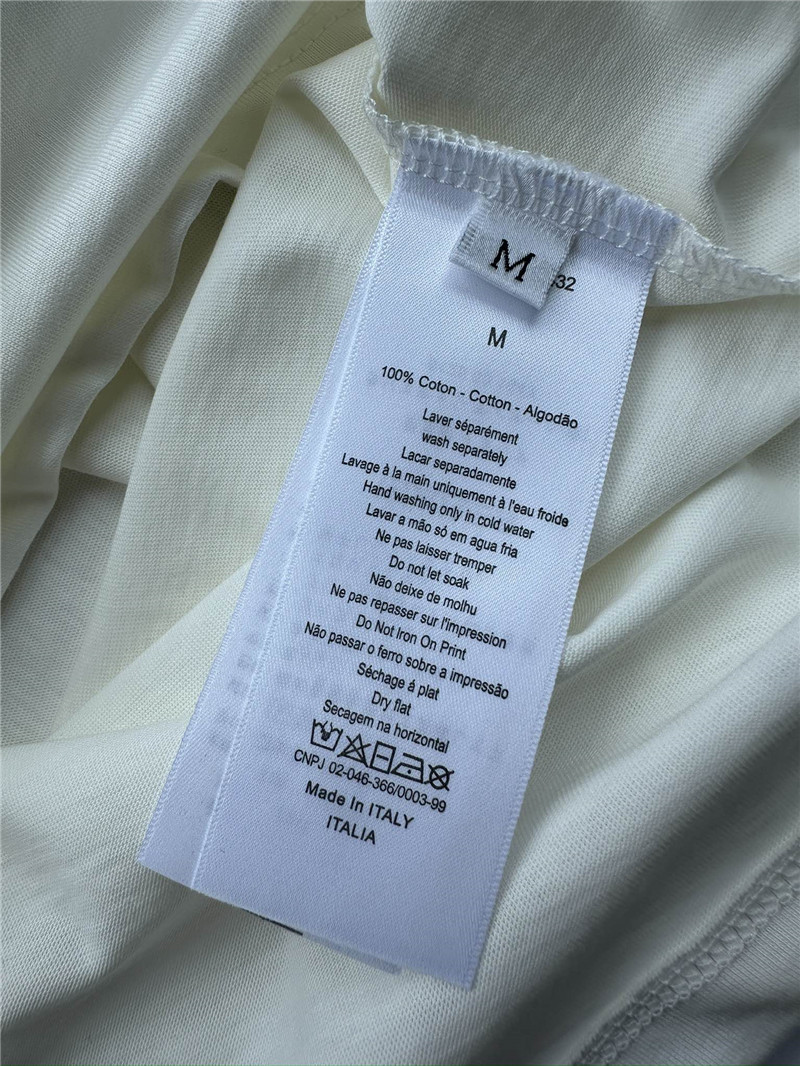 M
32
M
100% Coton - Cotton - Algodão
Laver séparément
wash separately
Lacar separadamente
Lavage à la main uniquement à l'eau froide
Hand washing only in cold water
Lavar a mão só em agua fria
Ne pas laisser tremper
Do not let soak
Não deixe de molhu
Ne pas repasser sur l'impression
Do Not Iron On Print
Não passar o ferro sobre a impressão
Séchage á plat
Dry flat
Secagem na horizontal
CNPJ 02-046-366/0003-99
Made In ITALY
ITALIA